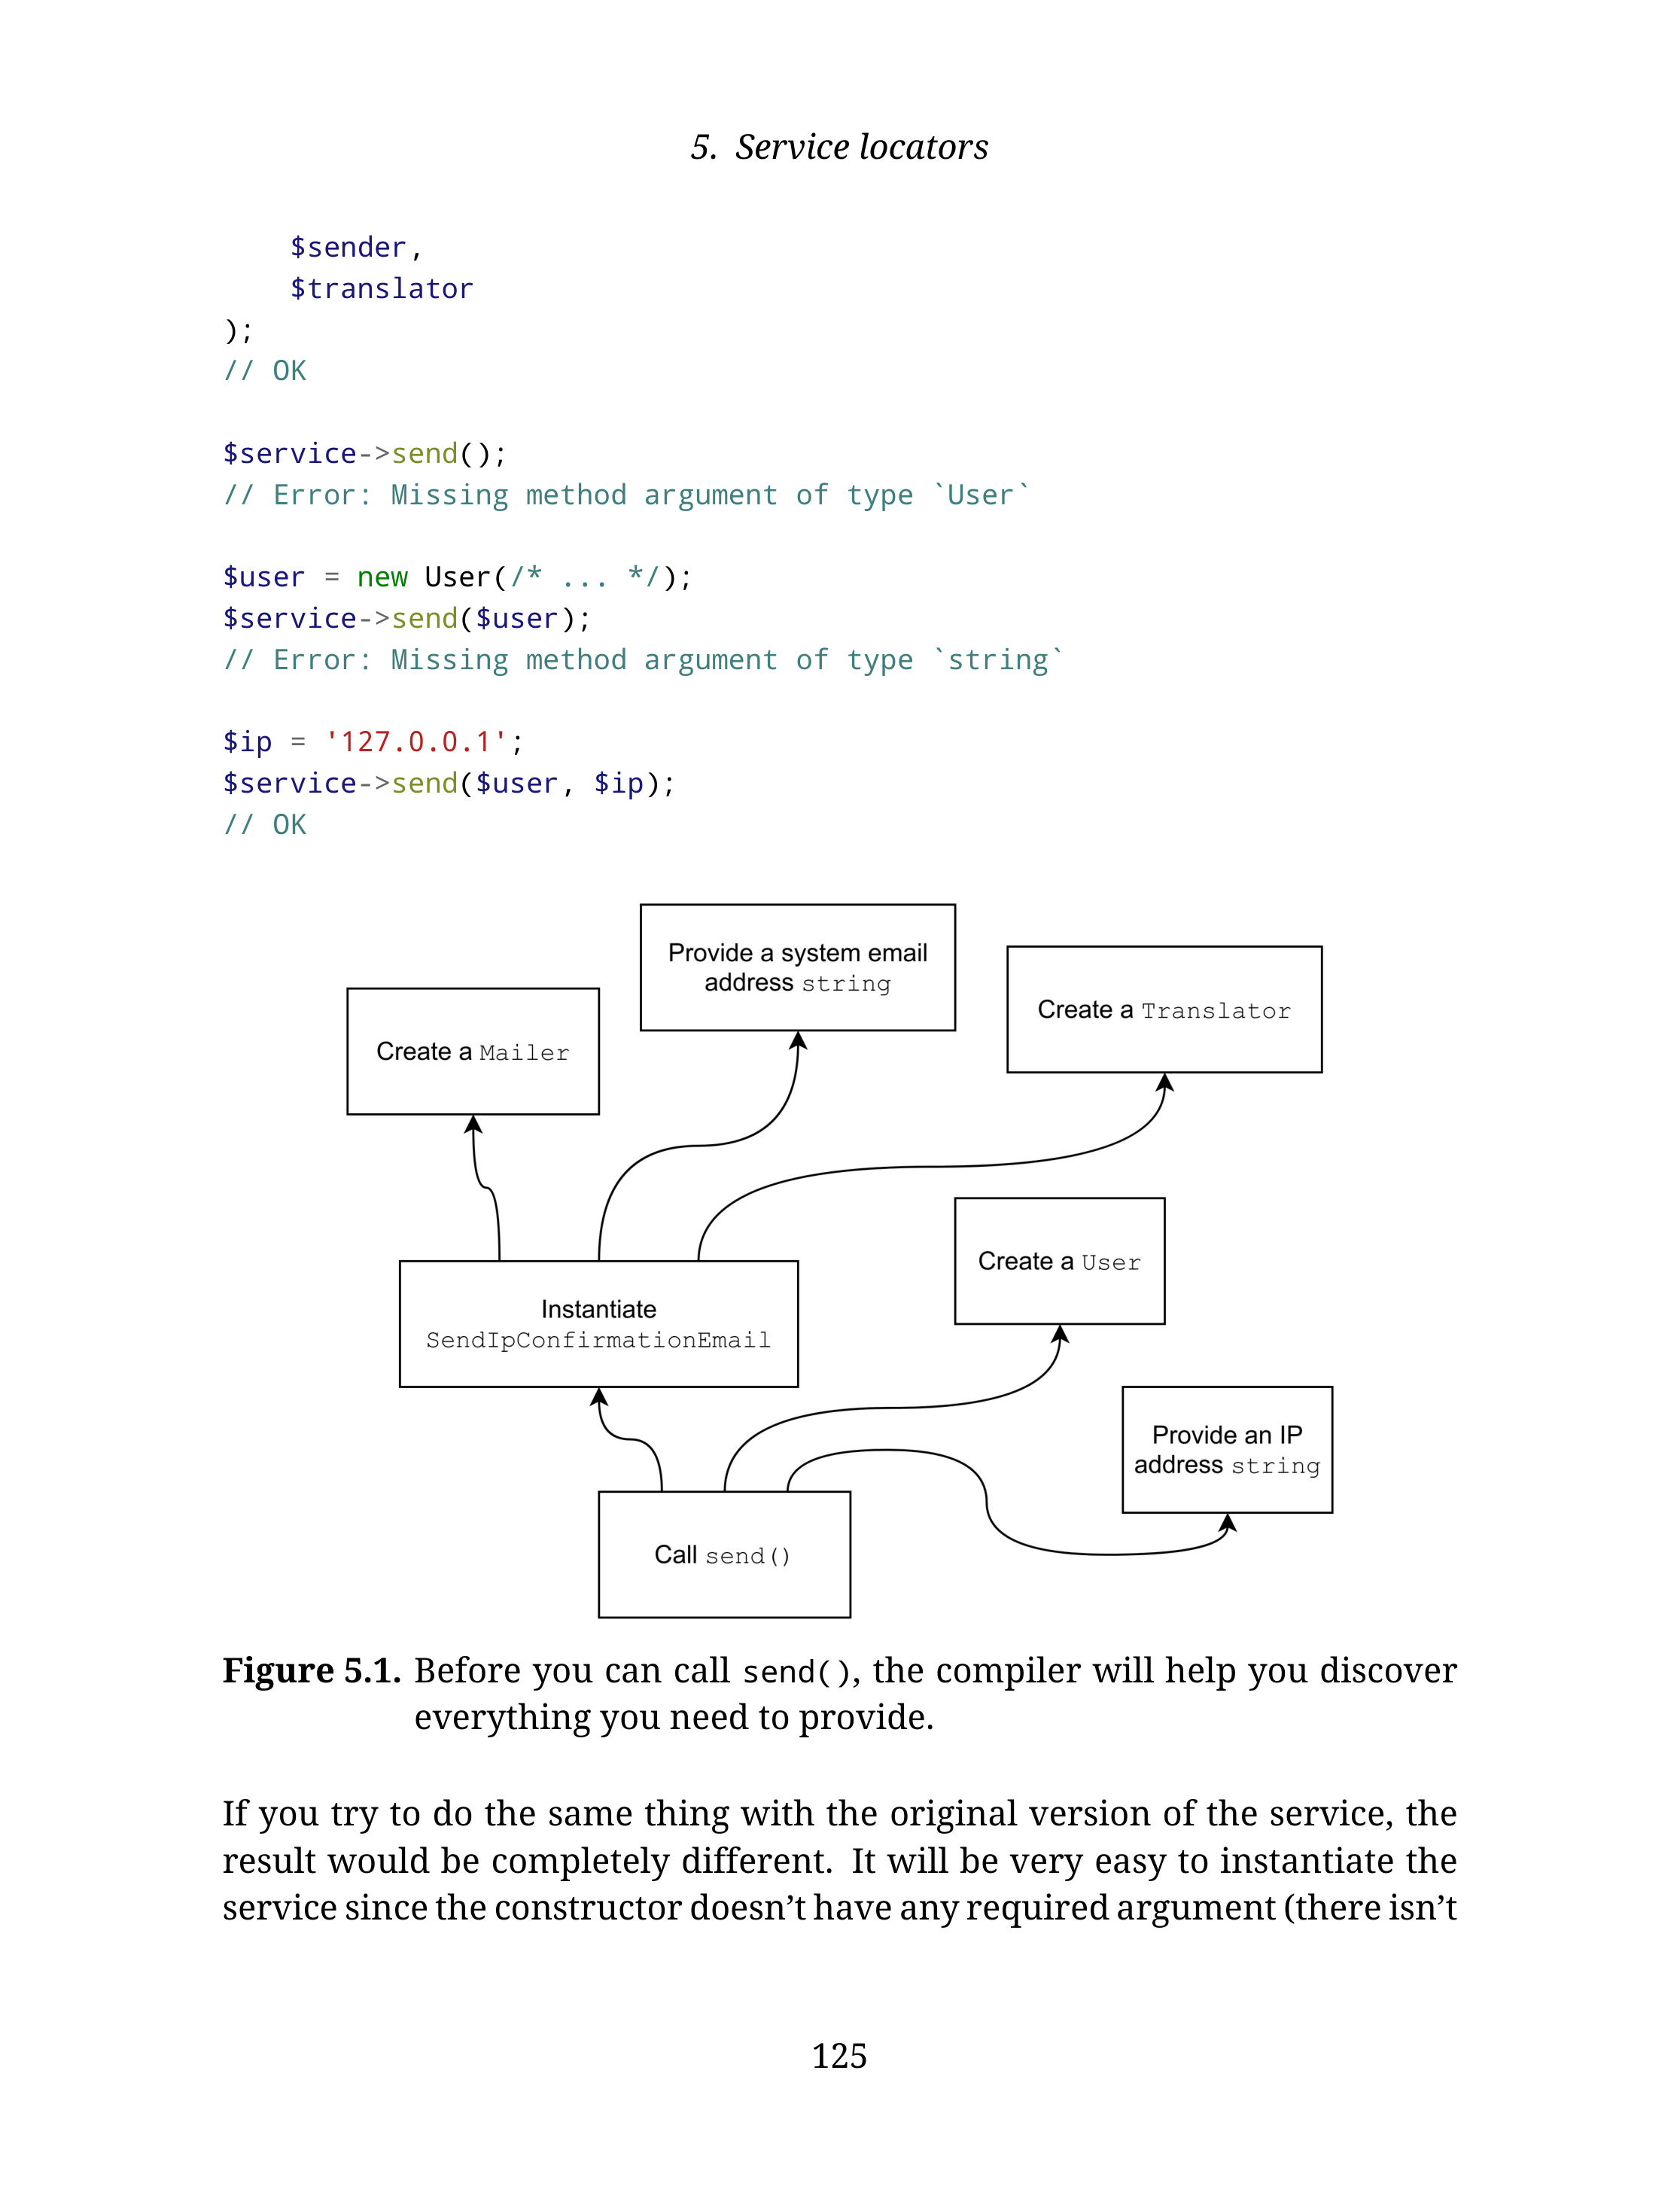 5. Service locators
    $sender,
    $translator
);
// OK
$service->send();
// Error: Missing method argument of type `User`
$user = new User(/* ... */);
$service->send($user);
// Error: Missing method argument of type `string`
$ip = '127.0.0.1';
$service->send($user, $ip);
// OK
Provide a system email
address string
Create a Translator
Create a Mailer
Create a User
Instantiate
SendIpConfirmationEmail
Provide an IP
address string
Call send()
Figure 5.1. Before you can call send(), the compiler will help you discover
everything you need to provide.
If you try to do the same thing with the original version of the service, the
result would be completely different. It will be very easy to instantiate the
service since the constructor doesn’t have any required argument (there isn’t
125